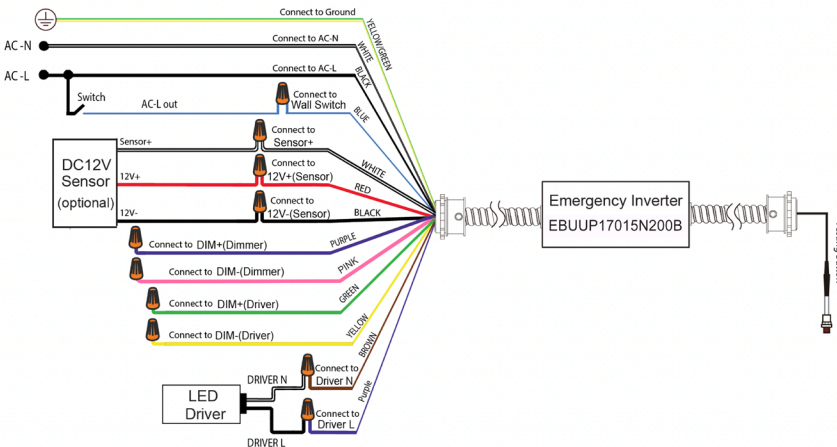 Connect to Ground
YELLOW/GREEN
AC-N
Connect to AC-N
WHITE
AC-L
Connect to AC-L
BLACK
Switch
AC-L out
Connect to
Wall Switch
BLUE
DC12V
Sensor
(optional)
Sensor+
Connect to
Sensor+
WHITE
12V+
Connect to
12V+(Sensor)
RED
12V-
Connect to
12V-(Sensor)
BLACK
Connect to DIM+(Dimmer)
PURPLE
Connect to DIM-(Dimmer)
PINK
Connect to DIM+(Driver)
GREEN
Connect to DIM-(Driver)
YELLOW
BROWN
LED
Driver
DRIVER N
Connect to
Driver N
Purple
DRIVER L
Connect to
Driver L
Emergency Inverter
EBUUP17015N200B